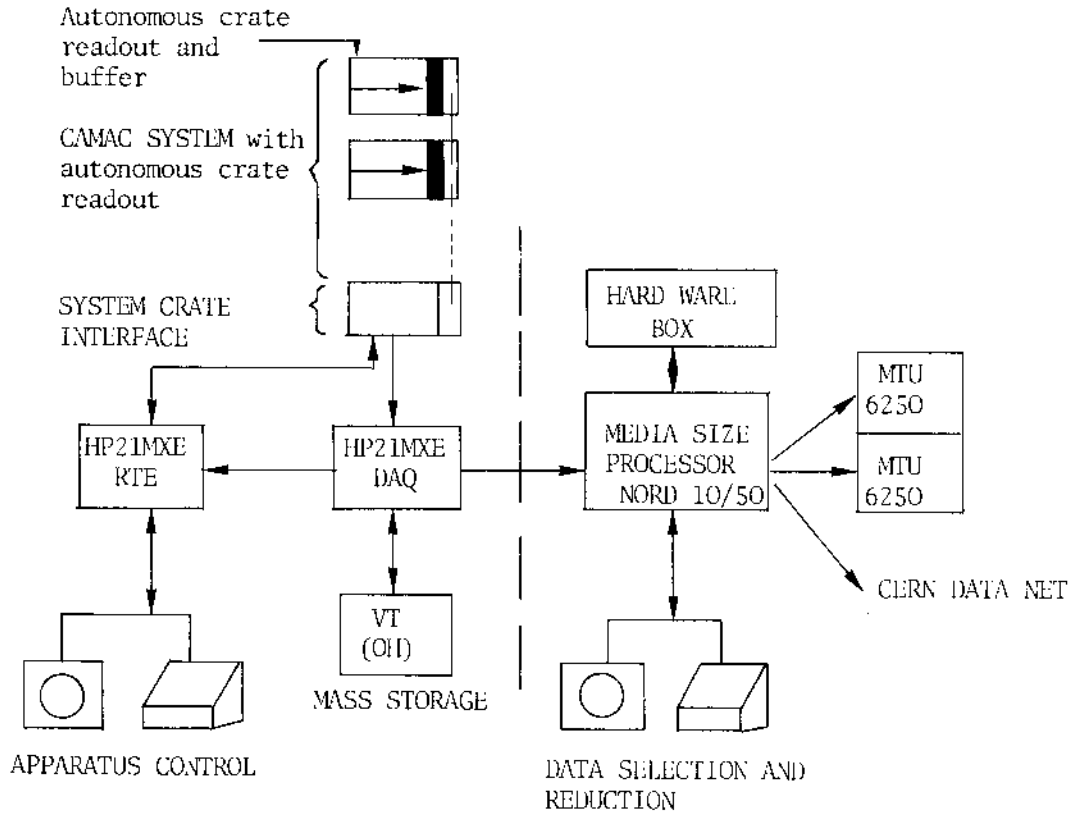 Autonomous crate
readout and
buffer
CAMAC SYSTEM with
autonomous crate
readout
SYSTEM CRATE
INTERFACE
HARD WARE
BOX
HP21MXE
RTE
HP21MXE
DAQ
MEDIA SIZE
PROCESSOR
NORD 10/50
MTU
6250
MTU
6250
CERN DATA NET
VT
(OH)
MASS STORAGE
APPARATUS CONTROL
DATA SELECTION AND
REDUCTION